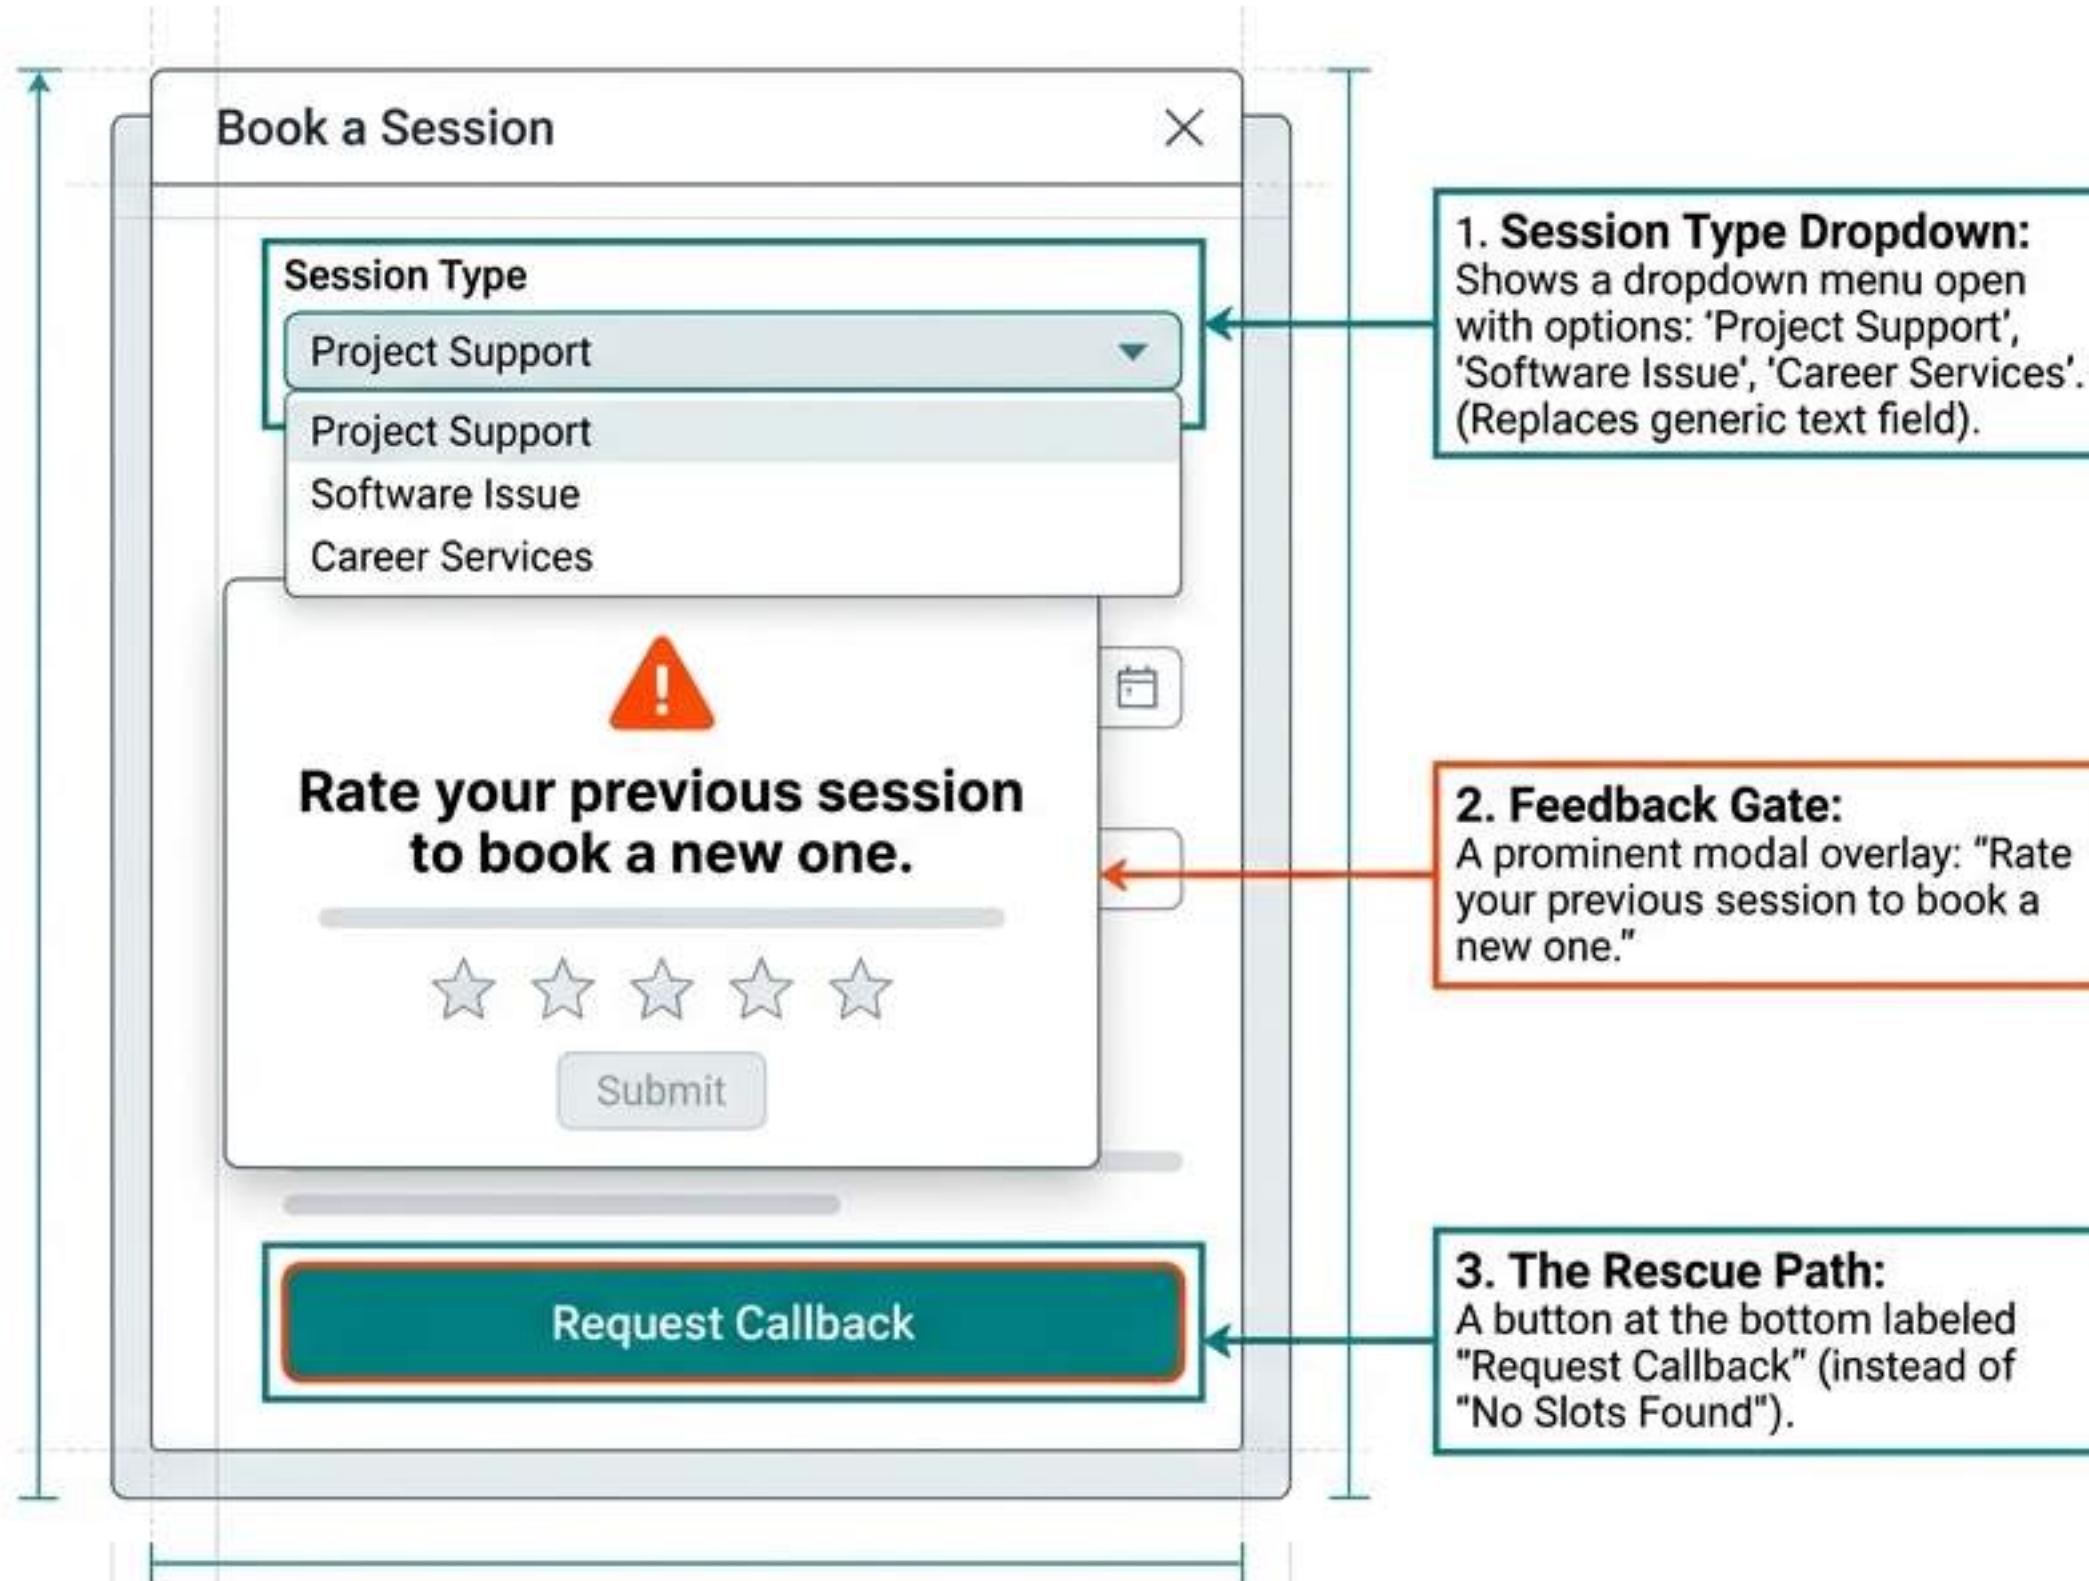 Book a Session
Session Type
Project Support
Project Support
Software Issue
Career Services
Rate your previous session
to book a new one.
Submit
Request Callback
1. Session Type Dropdown:
Shows a dropdown menu open
with options: ‘Project Support’,
'Software Issue', 'Career Services'.
(Replaces generic text field).
2. Feedback Gate:
A prominent modal overlay: “Rate
your previous session to book a
new one.”
3. The Rescue Path:
A button at the bottom labeled
"Request Callback" (instead of
"No Slots Found").